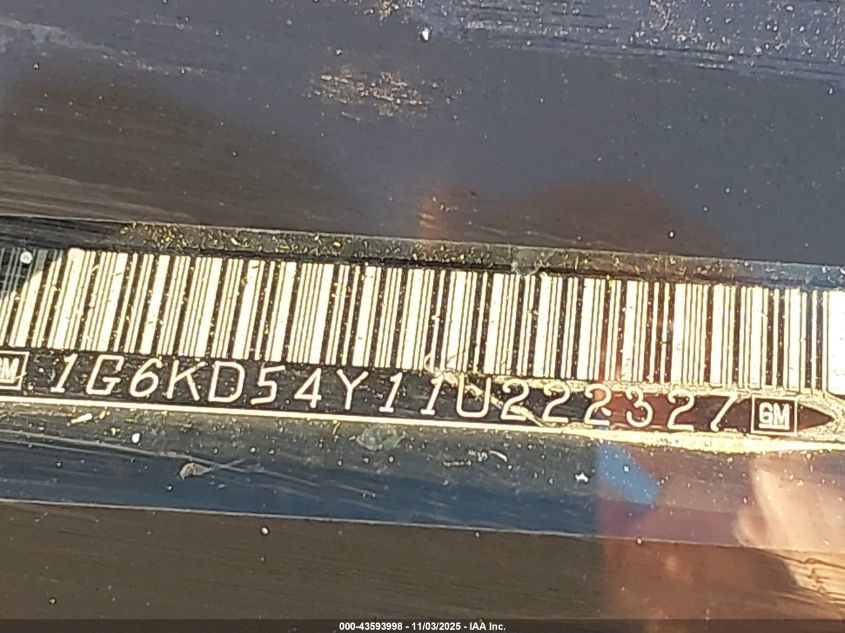 GM 1G6KD54Y11U222327 GM
000-43593998 - 11/03/2025 - IAA Inc.